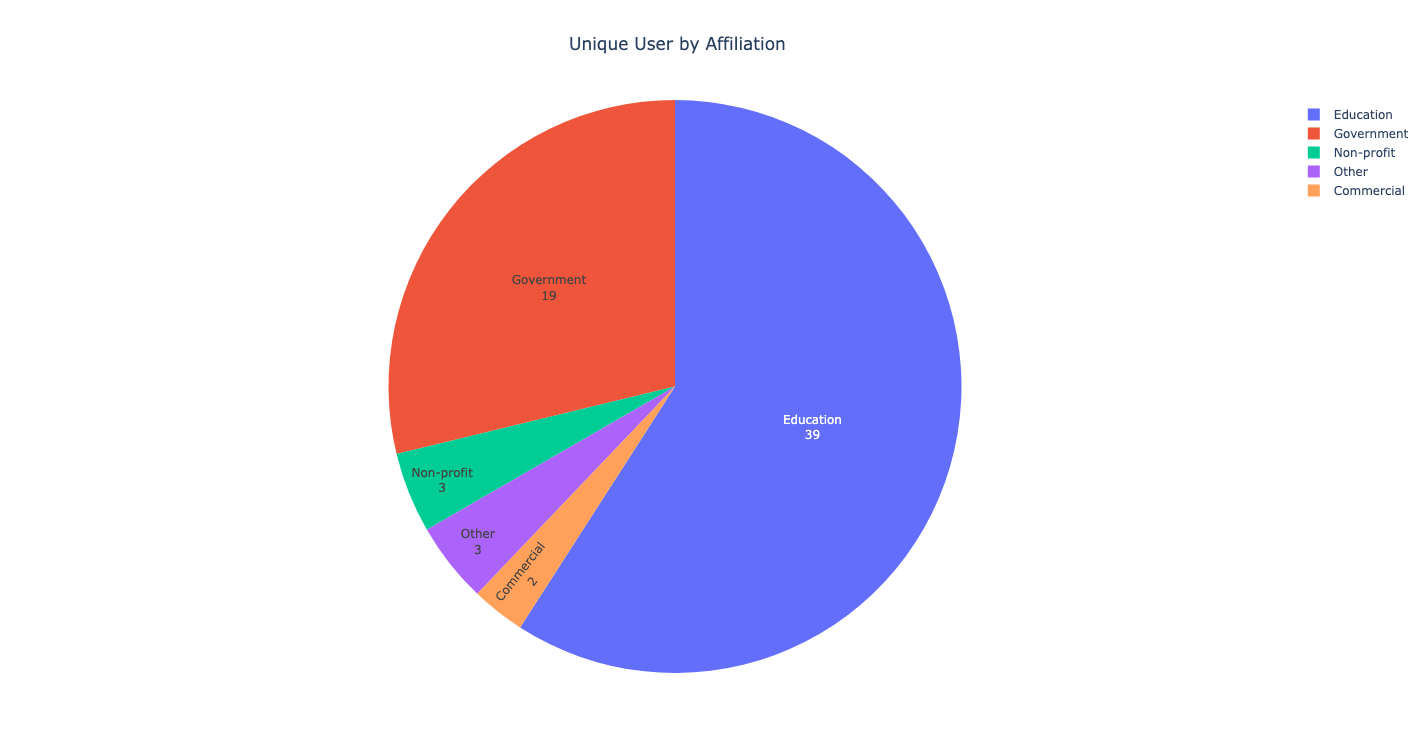 Unique User by Affiliation
Education
Government
Non-profit
Other
Commercial
Government
19
Education
39
Non-profit
3
Other
3
Commercial
2